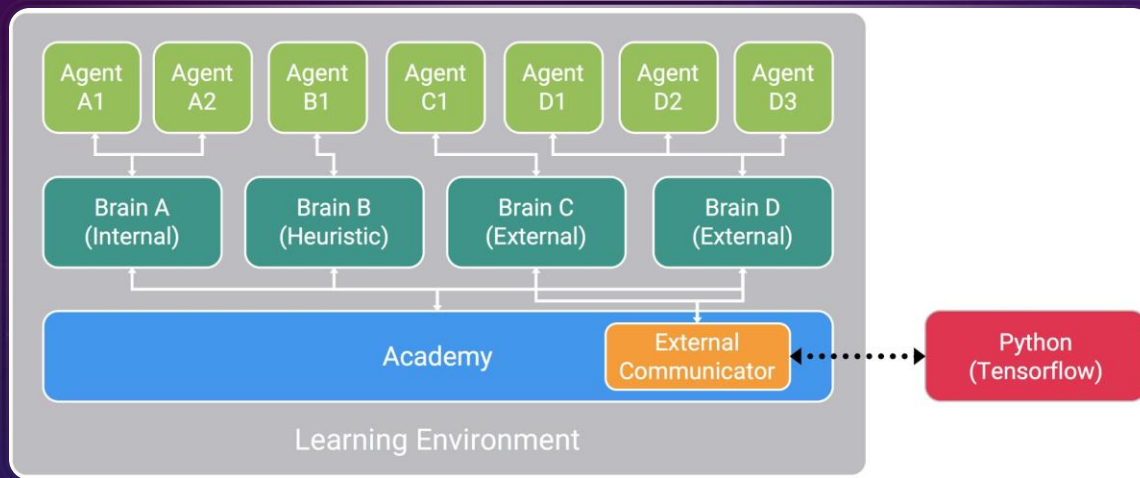 Agent
A1
Agent
A2
Agent
B1
Agent
C1
Agent
D1
Agent
D2
Agent
D3
Brain A
(Internal)
Brain B
(Heuristic)
Brain C
(External)
Brain D
(External)
Academy
External
Communicator
Python
(Tensorflow)
Learning Environment